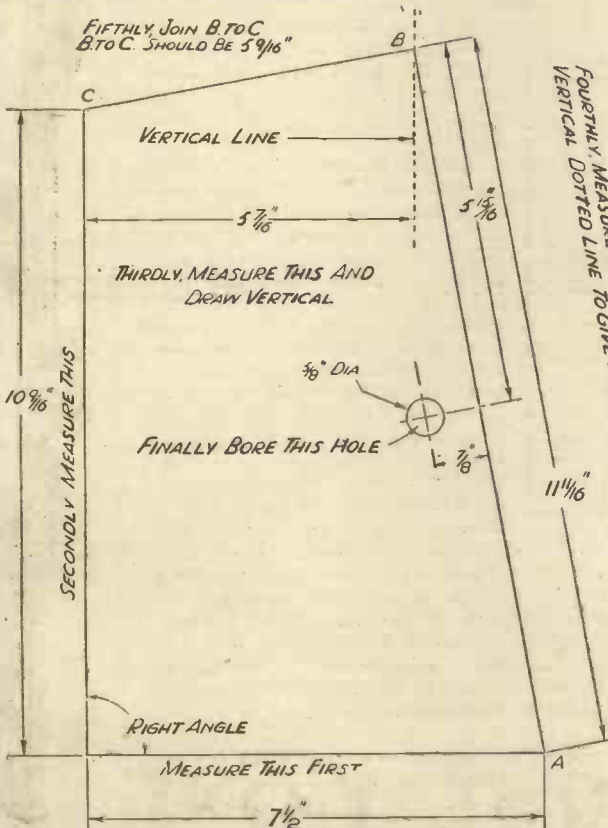 FIFTHLY, JOIN B. TO C
B. TO C. SHOULD BE 5 9/16"
B
C
VERTICAL LINE
5 7/16"
5 15/16"
FOURTHLY, MEASURE
VERTICAL DOTTED LINE TO GIVE
THIRDLY, MEASURE THIS AND
DRAW VERTICAL
10 9/16"
SECONDLY MEASURE THIS
5/8" DIA
FINALLY BORE THIS HOLE
7/8"
11 11/16"
RIGHT ANGLE
A
MEASURE THIS FIRST
7 1/2"